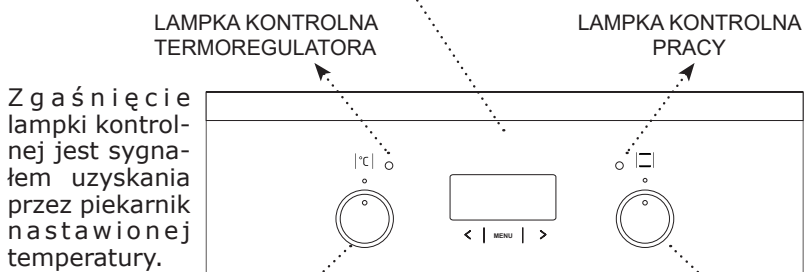 LAMPKA KONTROLNA
TERMOREGULATORA
LAMPKA KONTROLNA
PRACY
Zgaśnięcie
lampki kontrol-
nej jest sygna-
łem uzyskania
przez piekarnik
nastawionej
temperatury.
|°C|
< | MENU | >